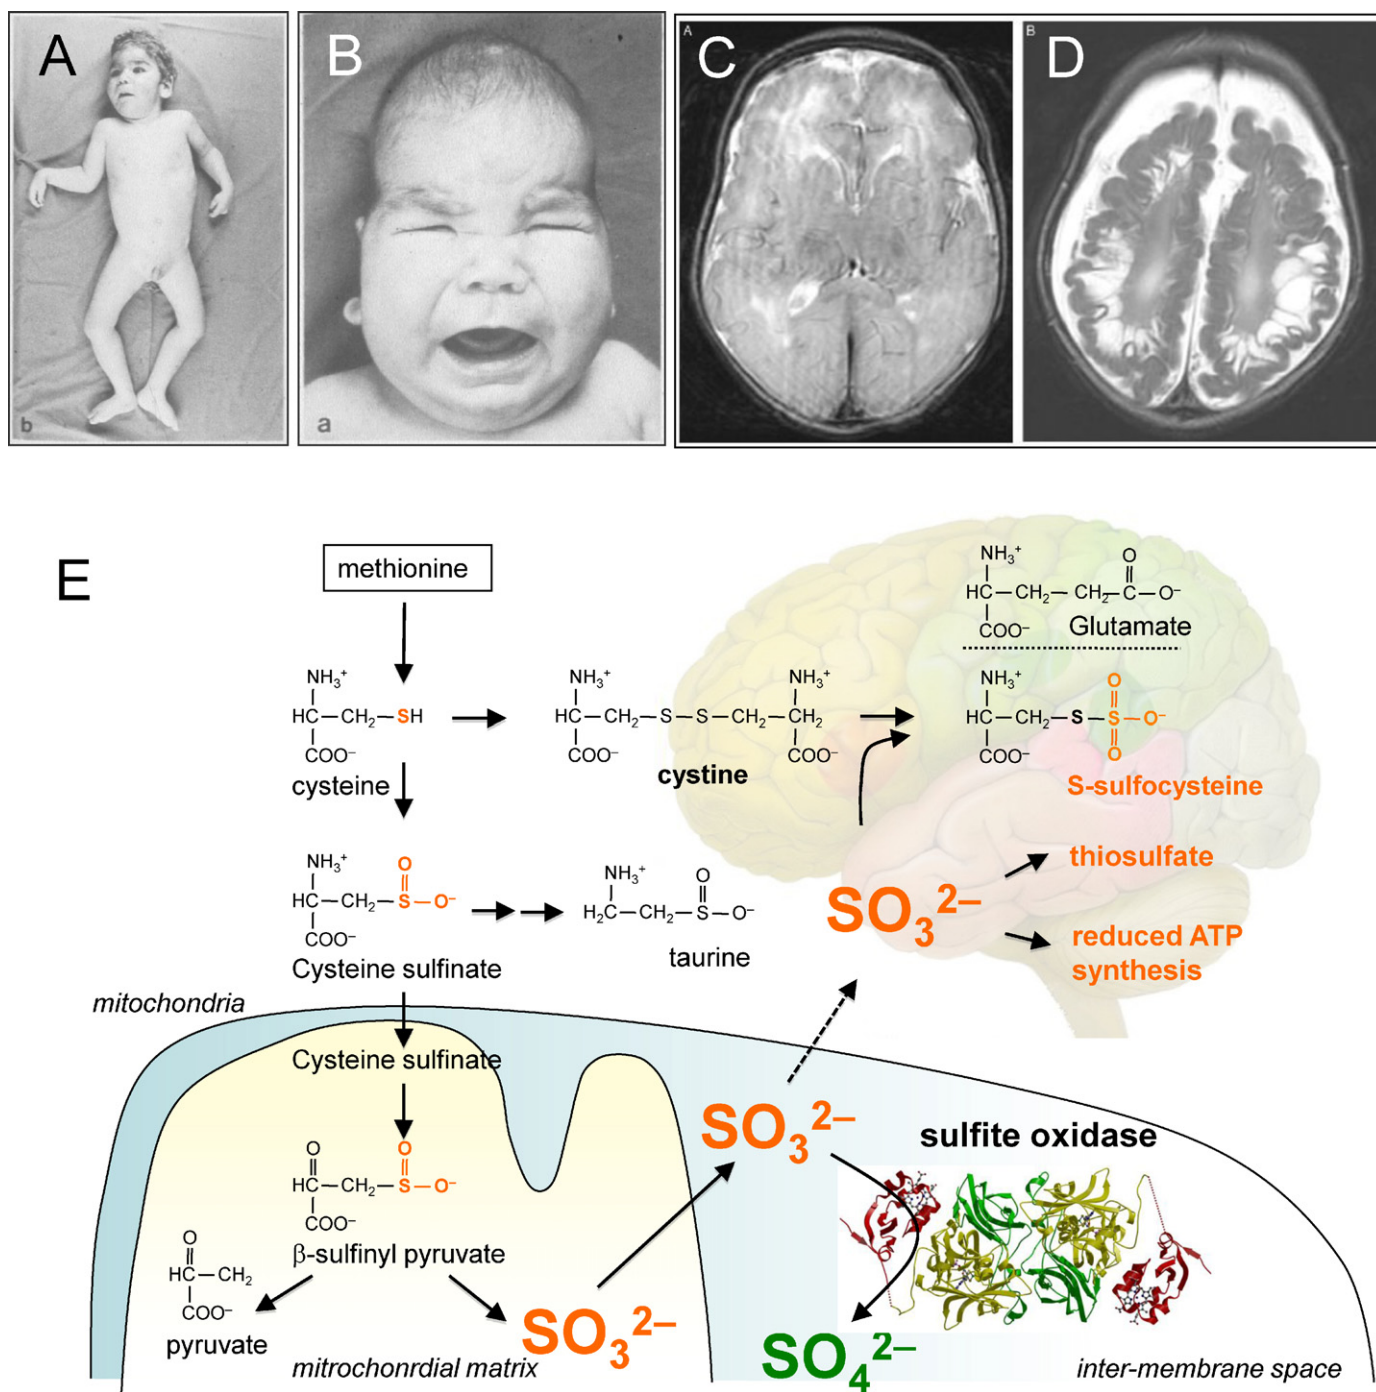 A
b
B
a
A
C
B
D
E
methionine
NH₃⁺
HC–CH₂–SH
COO⁻
cysteine
NH₃⁺
HC–CH₂–S–S–CH₂–CH₂
NH₃⁺
COO⁻
COO⁻
cystine
NH₃⁺
O
HC–CH₂–CH₂–C–O⁻
COO⁻
Glutamate
NH₃⁺
O
HC–CH₂–S–S–O⁻
COO⁻
O
S-sulfocysteine
NH₃⁺
O
HC–CH₂–S–O⁻
COO⁻
Cysteine sulfinate
NH₃⁺
O
H₂C–CH₂–S–O⁻
taurine
SO₃²⁻
thiosulfate
reduced ATP
synthesis
mitochondria
Cysteine sulfinate
SO₃²⁻
sulfite oxidase
O
O
HC–CH₂–S–O⁻
COO⁻
β-sulfinyl pyruvate
O
HC–CH₂
COO⁻
pyruvate
SO₃²⁻
mitrochonrdial matrix
SO₄²⁻
inter-membrane space